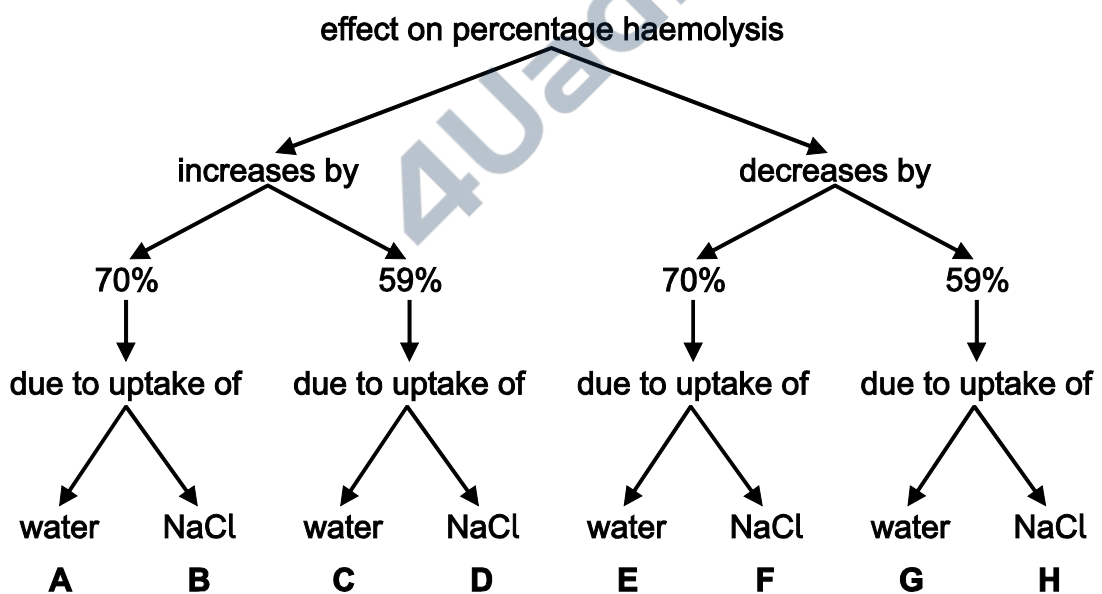 effect on percentage haemolysis
increases by decreases by
70% 59% 70% 59%
due to uptake of due to uptake of due to uptake of due to uptake of
water NaCl water NaCl water NaCl water NaCl
A B C D E F G H